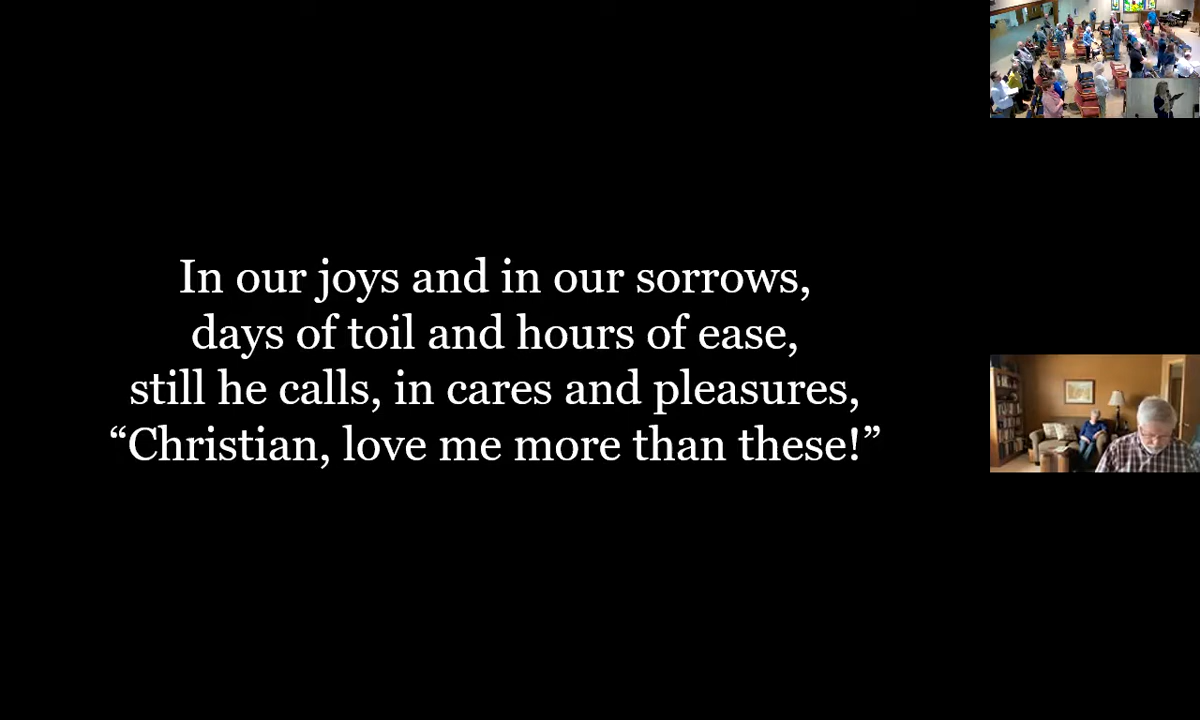 In our joys and in our sorrows,
days of toil and hours of ease,
still he calls, in cares and pleasures,
“Christian, love me more than these!”